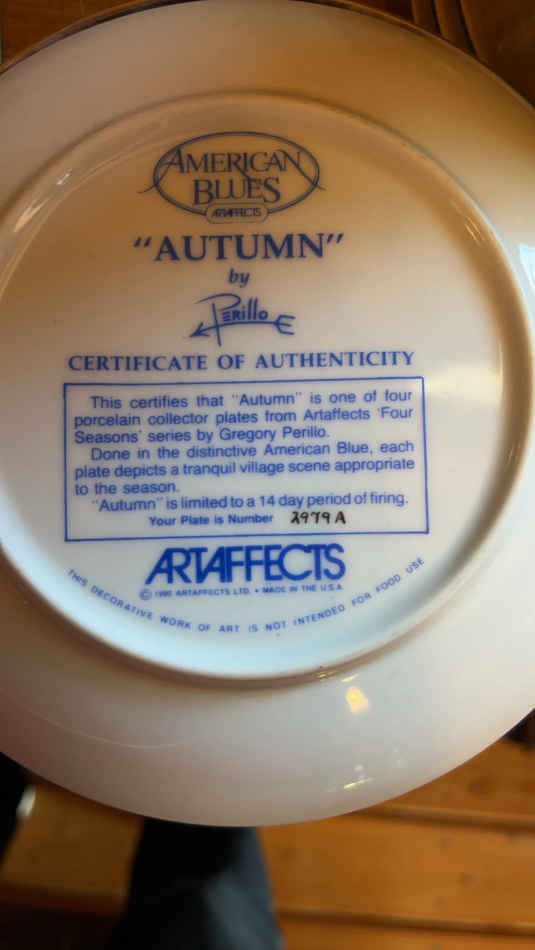 AMERICAN
BLUES
ARTAFFECTS
"AUTUMN"
by
Perillo
CERTIFICATE OF AUTHENTICITY
This certifies that "Autumn" is one of four
porcelain collector plates from Artaffects 'Four
Seasons' series by Gregory Perillo.
Done in the distinctive American Blue, each
plate depicts a tranquil village scene appropriate
to the season.
"Autumn" is limited to a 14 day period of firing.
Your Plate is Number 2979A
ARTAFFECTS
© ARTAFFECTS LTD. • MADE IN THE U.S.A.
THIS DECORATIVE WORK OF ART IS NOT INTENDED FOR FOOD USE